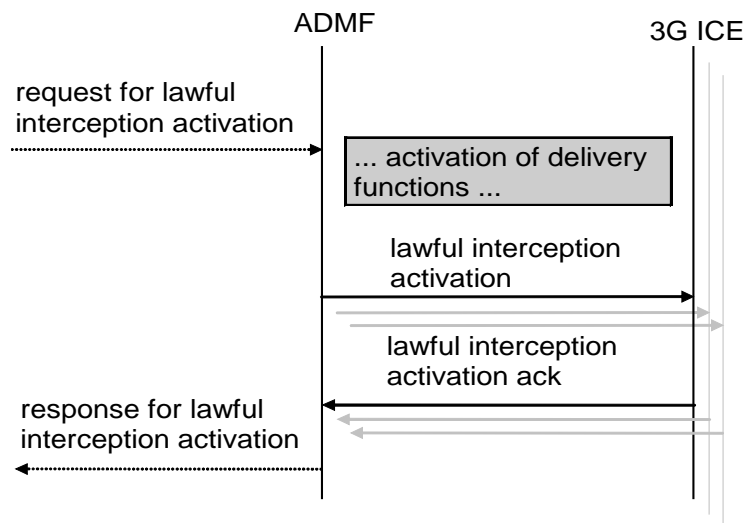 ADMF
3G ICE
request for lawful
interception activation
... activation of delivery
functions ...
lawful interception
activation
lawful interception
activation ack
response for lawful
interception activation